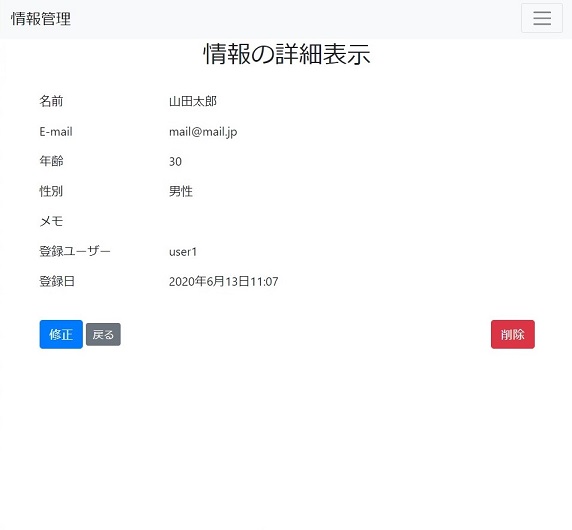 情報管理
情報の詳細表示
名前 山田太郎
E-mail mail@mail.jp
年齢 30
性別 男性
メモ
登録ユーザー user1
登録日 2020年6月13日11:07
修正 戻る 削除